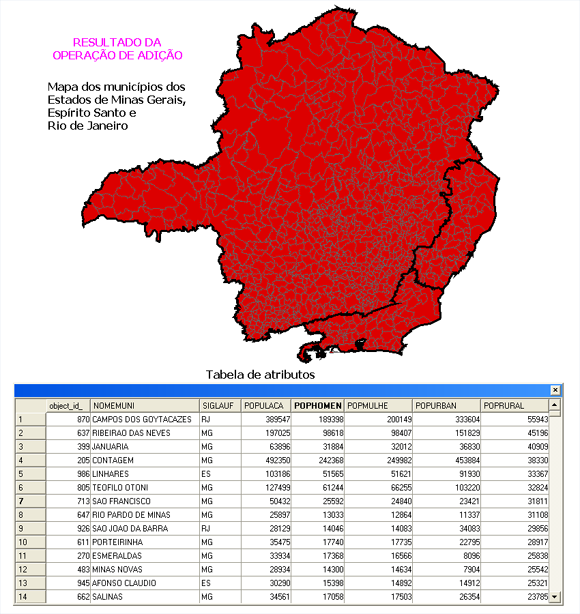 RESULTADO DA
OPERAÇÃO DE ADIÇÃO
Mapa dos municípios dos
Estados de Minas Gerais,
Espírito Santo e
Rio de Janeiro
Tabela de atributos
object_id_ NOMEMUNI SIGLAUF POPULACA POPHOMEN POPMULHE POPURBAN POPRURAL
1 870 CAMPOS DOS GOYTACAZES RJ 389547 189398 200149 333604 55943
2 637 RIBEIRAO DAS NEVES MG 197025 98618 98407 151829 45196
3 399 JANUARIA MG 63896 31884 32012 36830 40909
4 205 CONTAGEM MG 492350 242368 249982 453884 38330
5 986 LINHARES ES 103186 51565 51621 91930 33367
6 805 TEOFILO OTONI MG 127499 61244 66255 103220 32824
7 713 SAO FRANCISCO MG 50432 25592 24840 23421 31811
8 647 RIO PARDO DE MINAS MG 25897 13033 12864 11337 31108
9 926 SAO JOAO DA BARRA RJ 28129 14046 14083 34083 29856
10 611 PORTEIRINHA MG 35475 17740 17735 22795 28917
11 270 ESMERALDAS MG 33934 17368 16566 8096 25838
12 483 MINAS NOVAS MG 28934 14300 14634 7904 25542
13 945 AFONSO CLAUDIO ES 30290 15398 14892 14912 25321
14 662 SALINAS MG 34561 17058 17503 26354 23785